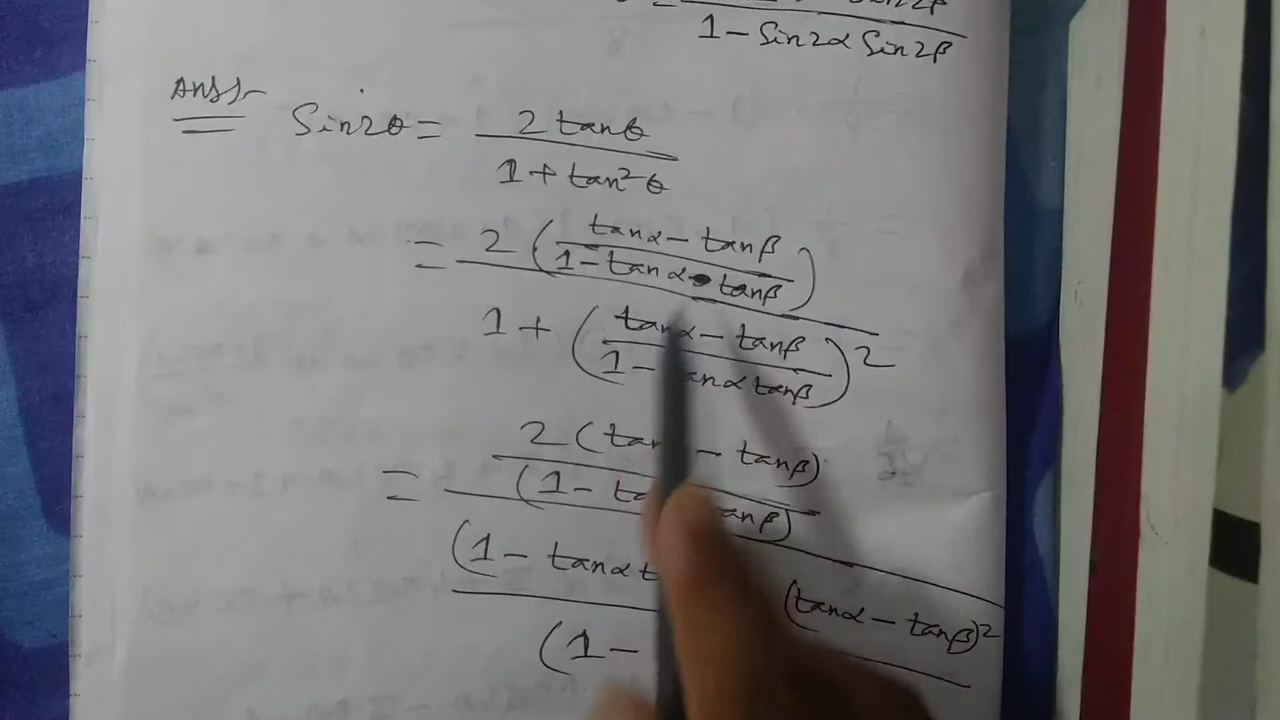 1 - Sin2α Sin2β
Ans:-
Sin2θ = 2 tanθ
1 + tan²θ
= 2 ( tanα - tanβ
1 - tanα • tanβ )
1 + ( tanα - tanβ
1 - tanα tanβ )²
= 2 (tan - tanβ)
(1 - tanβ)
(1 - tanα (tanα - tanβ)²
(1 -